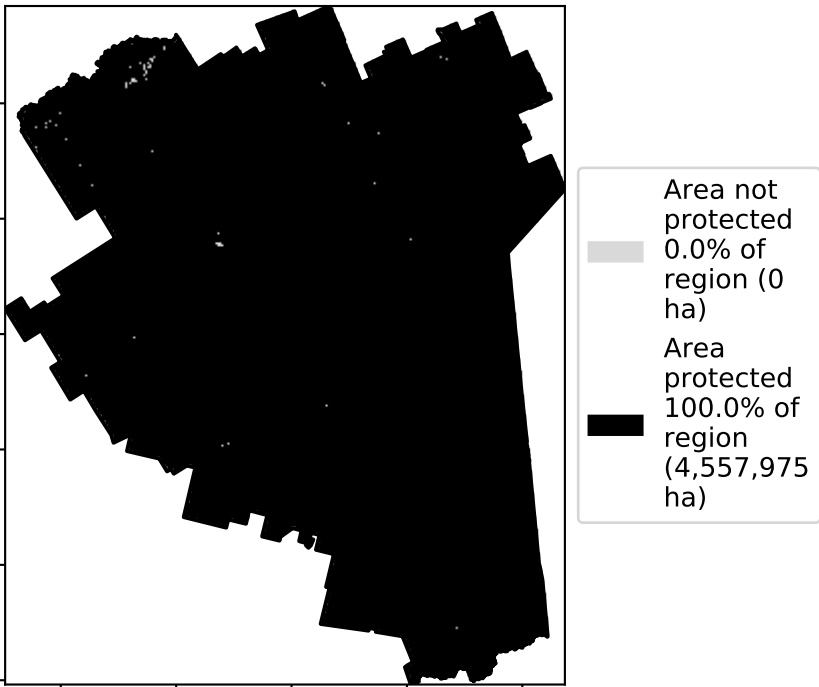 Area not
protected
0.0% of
region (0
ha)
Area
protected
100.0% of
region
(4,557,975
ha)